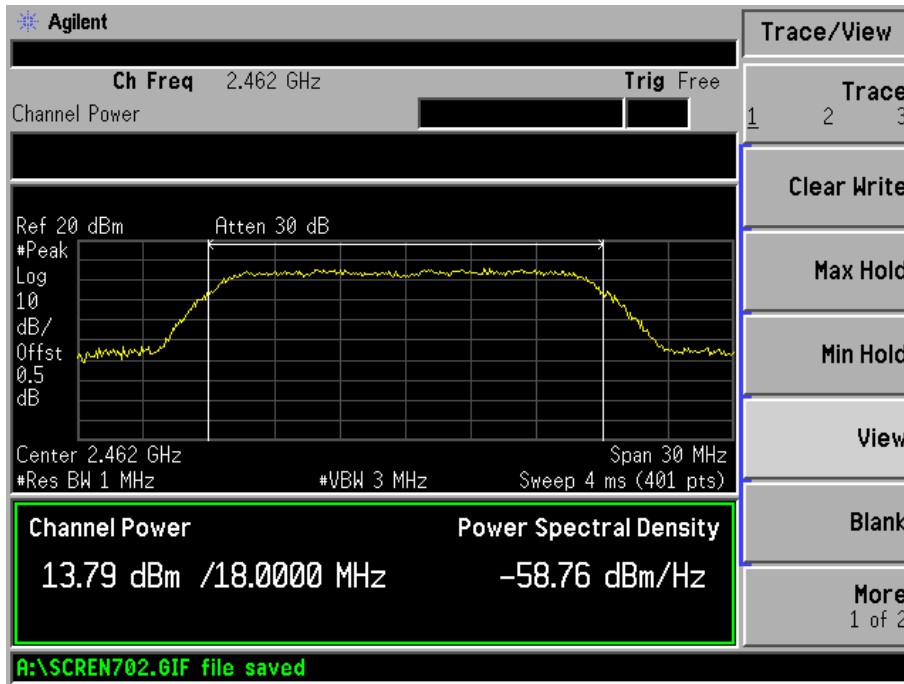 Agilent
Trace/View
Ch Freq 2.462 GHz Trig Free
Channel Power
Trace
1 2 3
Clear Write
Max Hold
Min Hold
View
Blank
More
1 of 2
Ref 20 dBm Atten 30 dB
#Peak
Log
10
dB/
Offst
0.5
dB
Center 2.462 GHz Span 30 MHz
#Res BW 1 MHz #VBW 3 MHz Sweep 4 ms (401 pts)
Channel Power Power Spectral Density
13.79 dBm /18.0000 MHz -58.76 dBm/Hz
A:\SCREN702.GIF file saved